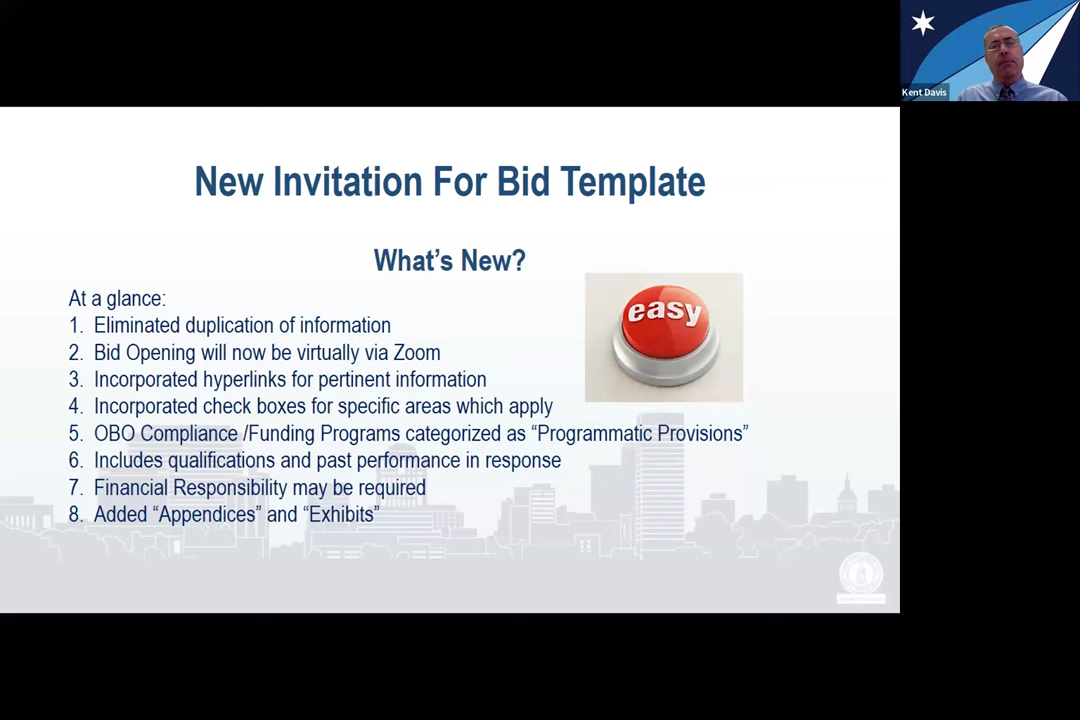 Kent Davis
New Invitation For Bid Template
What's New?
At a glance:
1. Eliminated duplication of information
2. Bid Opening will now be virtually via Zoom
3. Incorporated hyperlinks for pertinent information
4. Incorporated check boxes for specific areas which apply
5. OBO Compliance /Funding Programs categorized as “Programmatic Provisions”
6. Includes qualifications and past performance in response
7. Financial Responsibility may be required
8. Added “Appendices” and “Exhibits”
easy